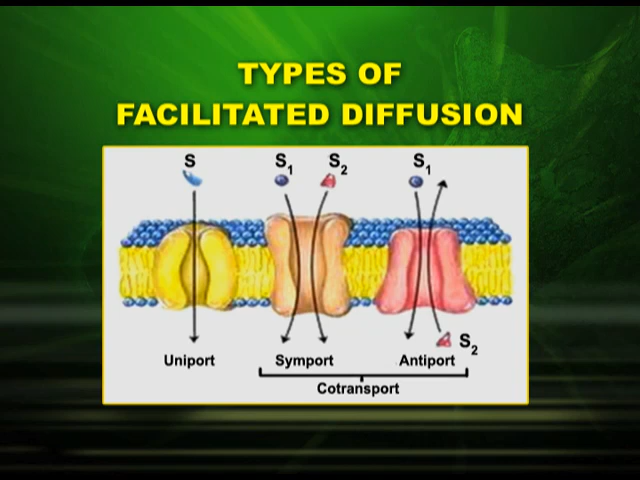 TYPES OF
FACILITATED DIFFUSION
S S1 S2 S1
S2
Uniport Symport Antiport
Cotransport